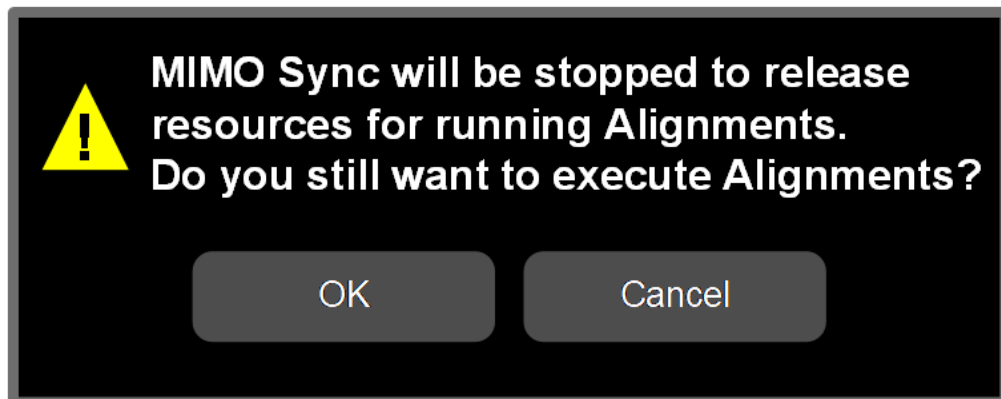 MIMO Sync will be stopped to release
resources for running Alignments.
Do you still want to execute Alignments?
OK
Cancel